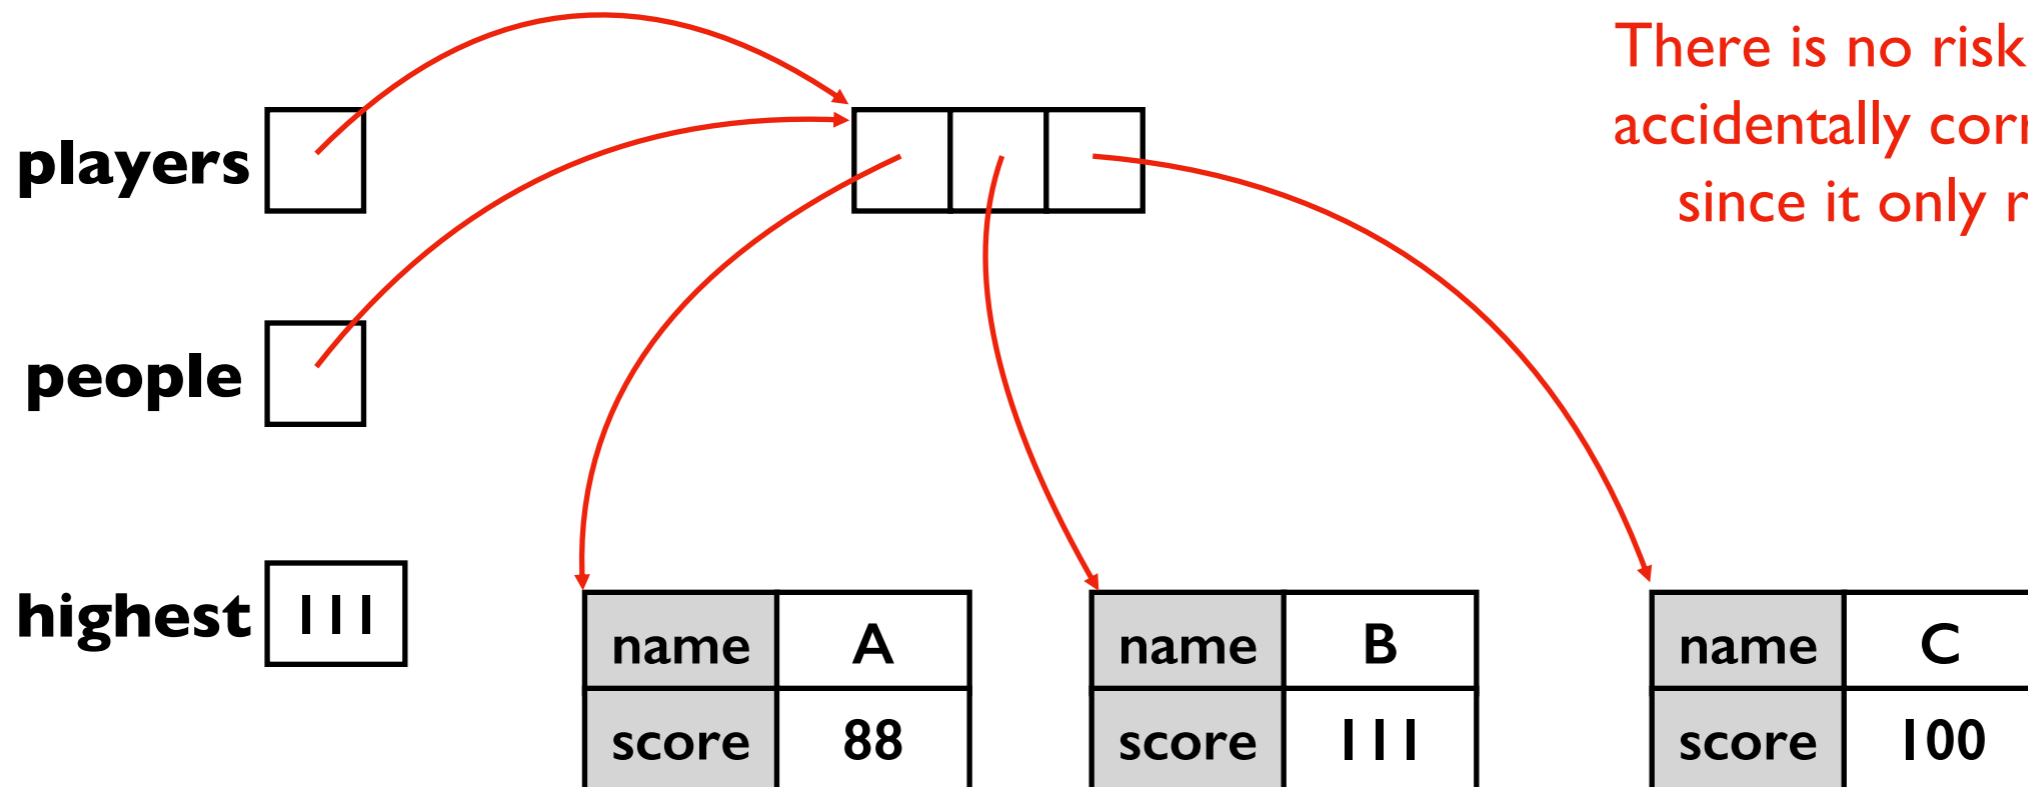 There is no risk
accidentally corr
since it only r
players
people
highest 111
name A
score 88
name B
score 111
name C
score 100